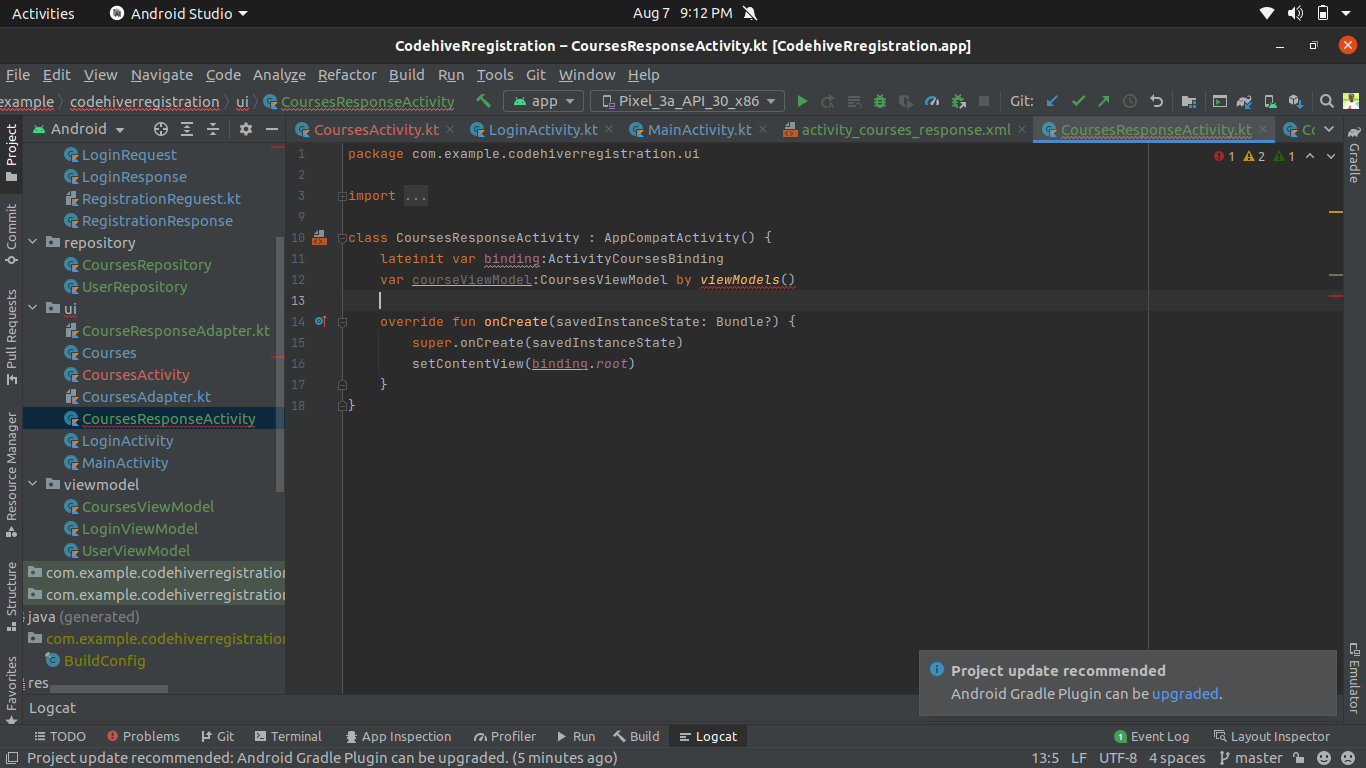 Activities Android Studio Aug 7 9:12 PM
CodehiveRregistration – CoursesResponseActivity.kt [CodehiveRregistration.app]
File Edit View Navigate Code Analyze Refactor Build Run Tools Git Window Help
example codehiverregistration ui CoursesResponseActivity app Pixel_3a_API_30_x86 Git:
Android
CoursesActivity.kt LoginActivity.kt MainActivity.kt activity_courses_response.xml CoursesResponseActivity.kt Co
Project
Commit
Pull Requests
Resource Manager
Structure
Favorites
LoginRequest
LoginResponse
RegistrationReguest.kt
RegistrationResponse
repository
CoursesRepository
UserRepository
ui
CourseResponseAdapter.kt
Courses
CoursesActivity
CoursesAdapter.kt
CoursesResponseActivity
LoginActivity
MainActivity
viewmodel
CoursesViewModel
LoginViewModel
UserViewModel
com.example.codehiverregistration
com.example.codehiverregistration
java (generated)
com.example.codehiverregistration
BuildConfig
res
1 package com.example.codehiverregistration.ui
2
3 import ...
9
10 class CoursesResponseActivity : AppCompatActivity() {
11 lateinit var binding:ActivityCoursesBinding
12 var courseViewModel:CoursesViewModel by viewModels()
13
14 override fun onCreate(savedInstanceState: Bundle?) {
15 super.onCreate(savedInstanceState)
16 setContentView(binding.root)
17 }
18 }
1 2 1
Gradle
Emulator
Project update recommended
Android Gradle Plugin can be upgraded.
Logcat
TODO Problems Git Terminal App Inspection Profiler Run Build Logcat Event Log Layout Inspector
1
Project update recommended: Android Gradle Plugin can be upgraded. (5 minutes ago) 13:5 LF UTF-8 4 spaces master